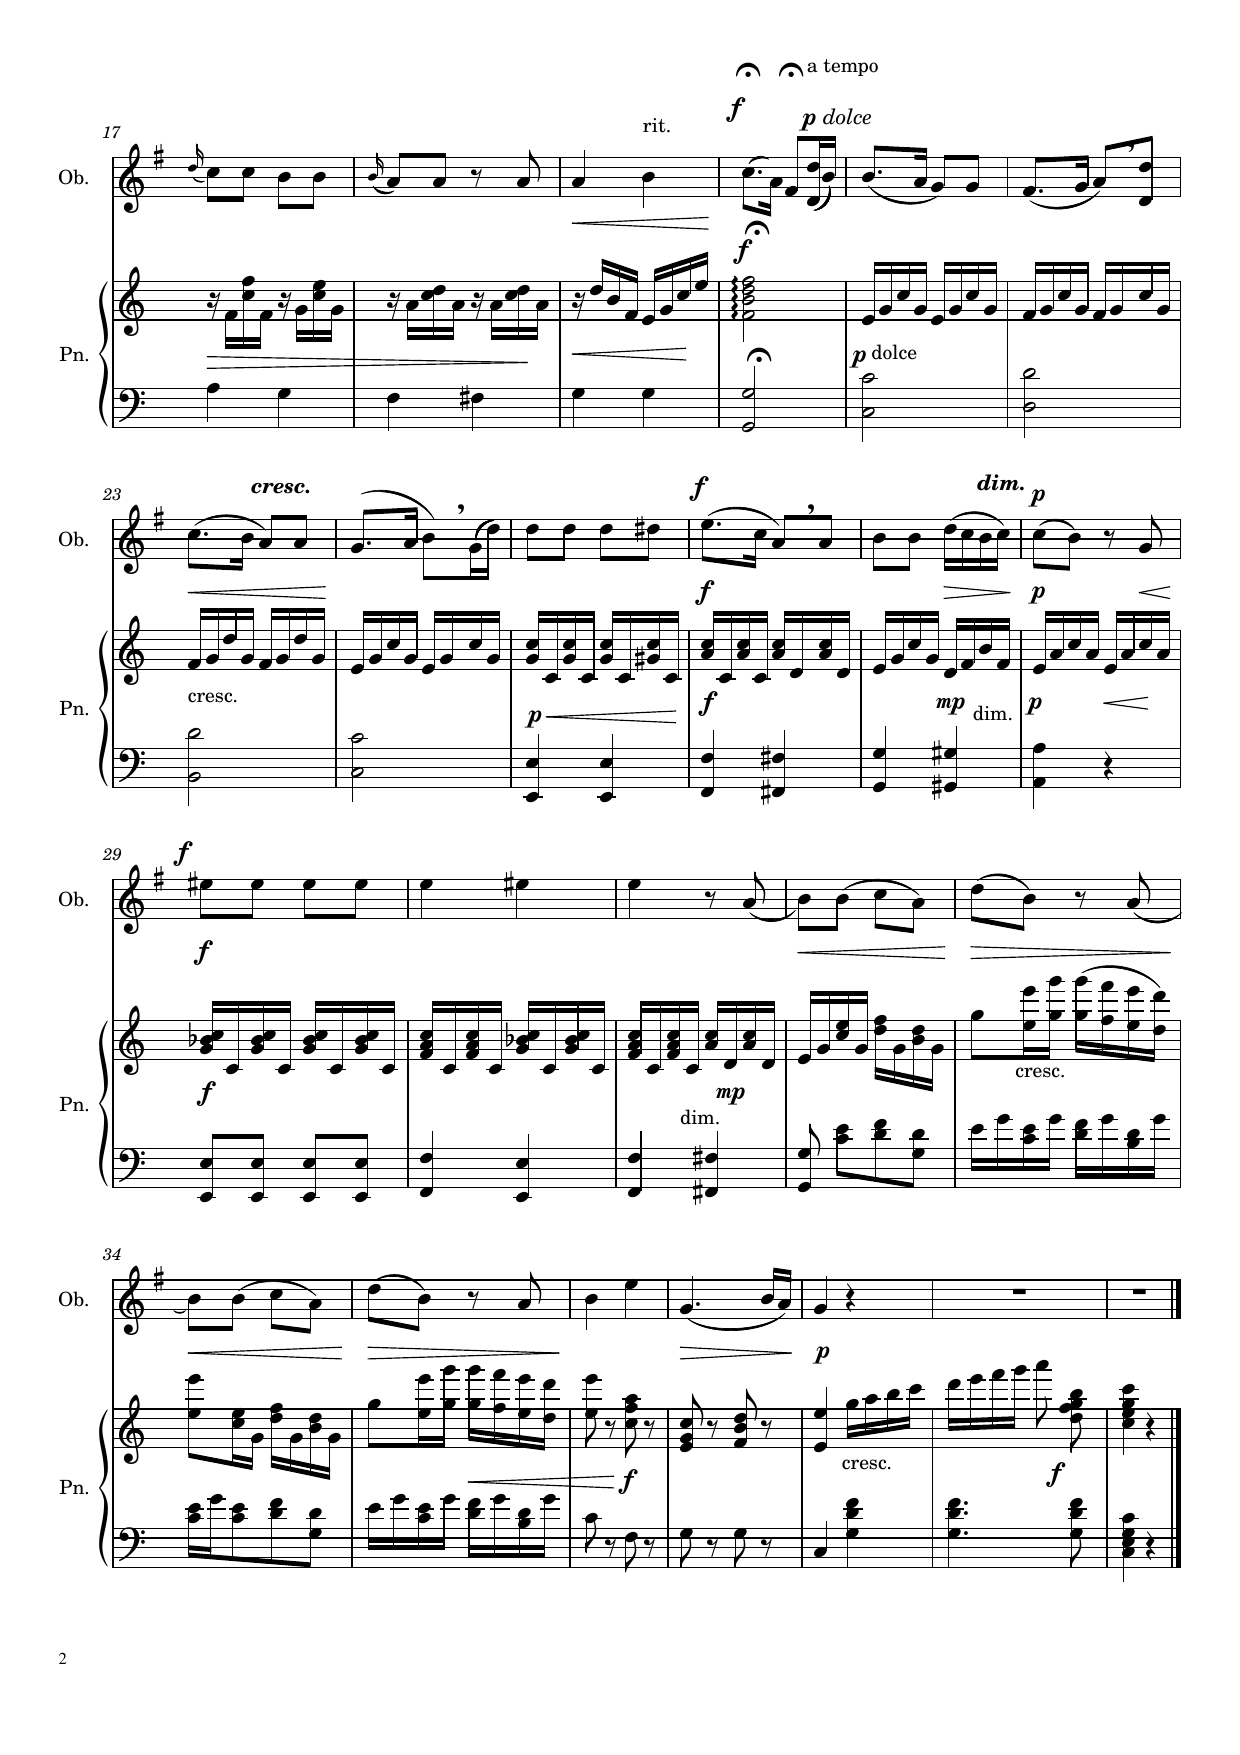 a tempo
f
p dolce
17
rit.
Ob.
f
Pn.
p dolce
f
dim.
23
cresc.
p
Ob.
f
p
cresc.
f
mp
p
Pn.
p
dim.
29
f
Ob.
f
cresc.
f
mp
Pn.
dim.
34
Ob.
p
cresc.
f
f
Pn.
2